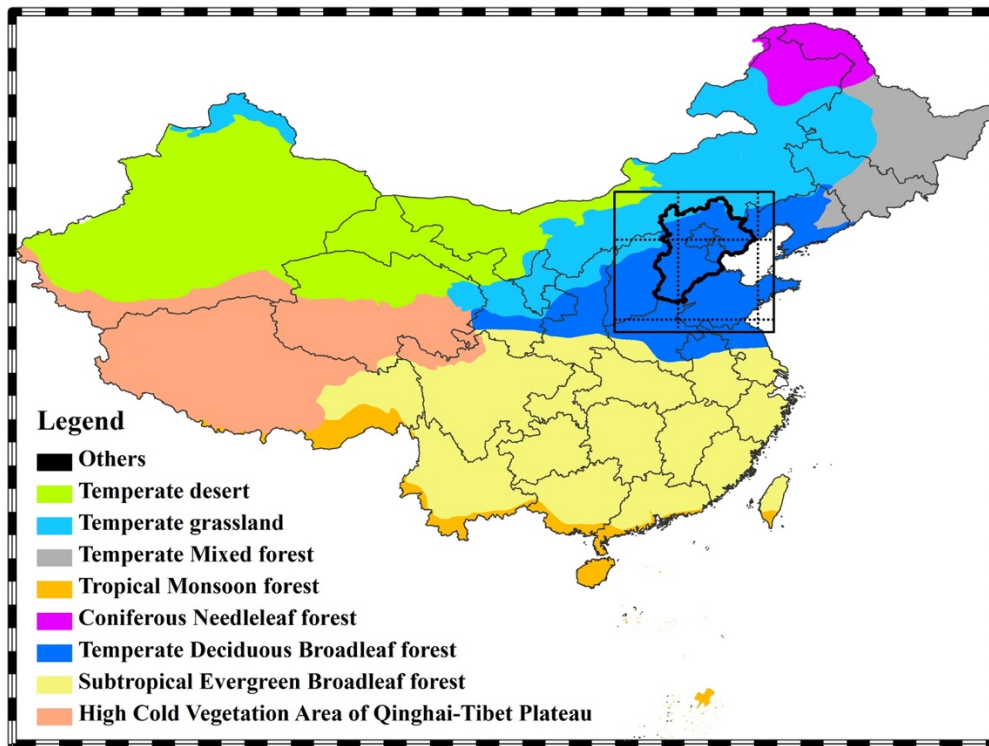 Legend
Others
Temperate desert
Temperate grassland
Temperate Mixed forest
Tropical Monsoon forest
Coniferous Needleleaf forest
Temperate Deciduous Broadleaf forest
Subtropical Evergreen Broadleaf forest
High Cold Vegetation Area of Qinghai-Tibet Plateau